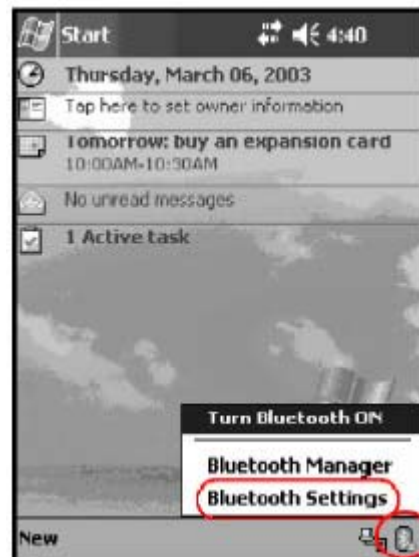 Start 4:40
Thursday, March 06, 2003
Tap here to set owner information
Tomorrow: buy an expansion card
10:00AM-10:30AM
No unread messages
1 Active task
Turn Bluetooth ON
Bluetooth Manager
Bluetooth Settings
New